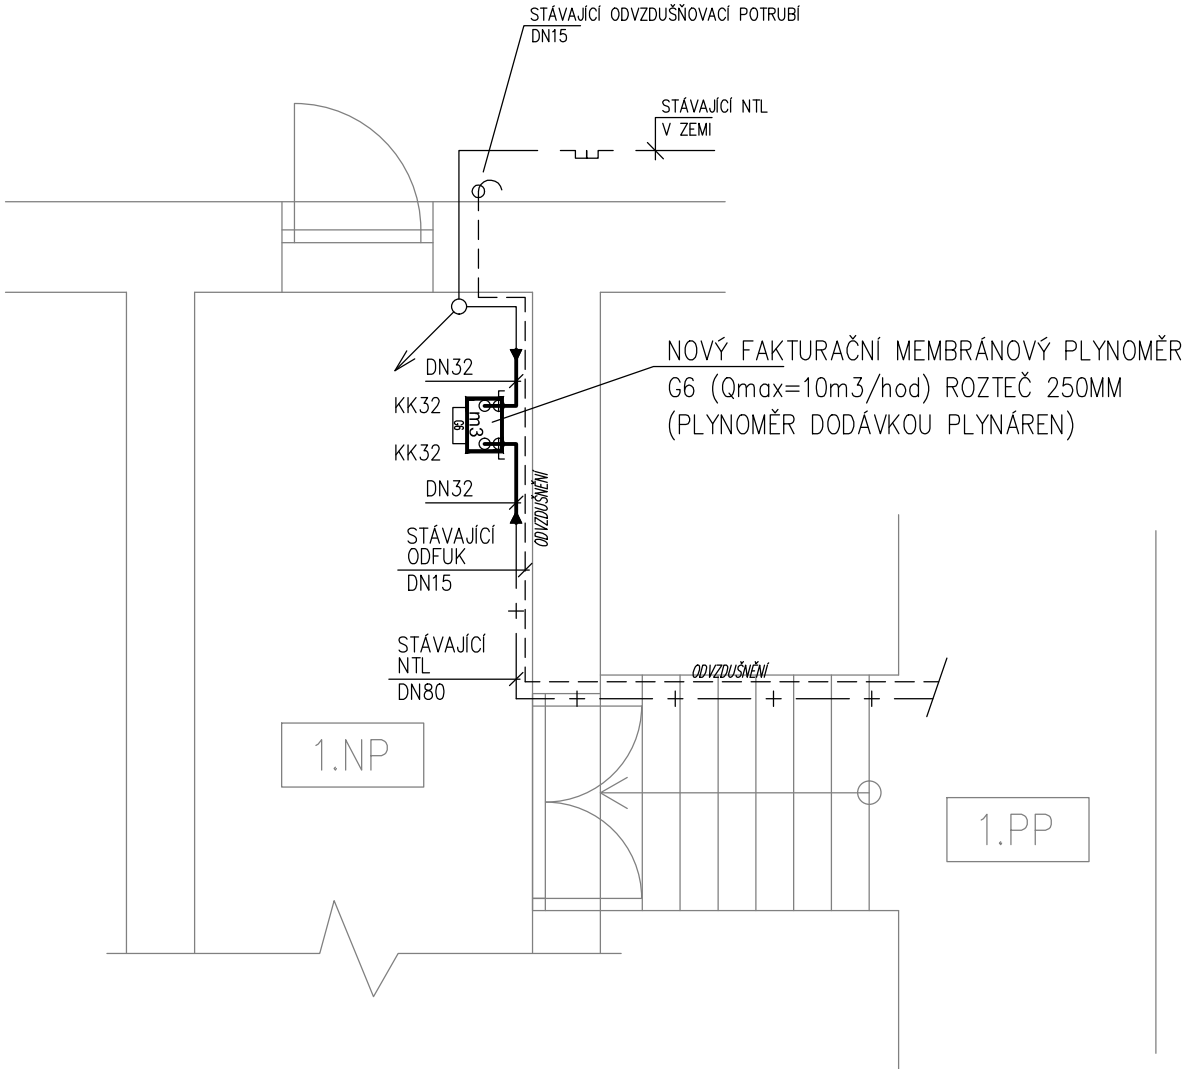 STÁVAJÍCÍ ODVZDUŠŇOVACÍ POTRUBÍ
DN15
STÁVAJÍCÍ NTL
V ZEMI
NOVÝ FAKTURAČNÍ MEMBRÁNOVÝ PLYNOMĚR
G6 (Qmax=10m3/hod) ROZTEČ 250MM
(PLYNOMĚR DODÁVKOU PLYNÁREN)
DN32
KK32
G6
m3
KK32
DN32
ODVZDUŠNĚNÍ
STÁVAJÍCÍ
ODFUK
DN15
STÁVAJÍCÍ
NTL
DN80
ODVZDUŠNĚNÍ
1.NP
1.PP